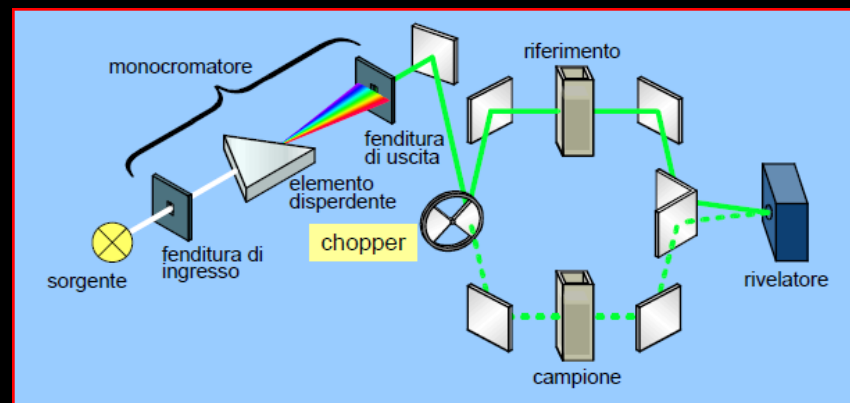 monocromatore
riferimento
fenditura
di uscita
elemento
disperdente
chopper
fenditura di
ingresso
sorgente
rivelatore
campione